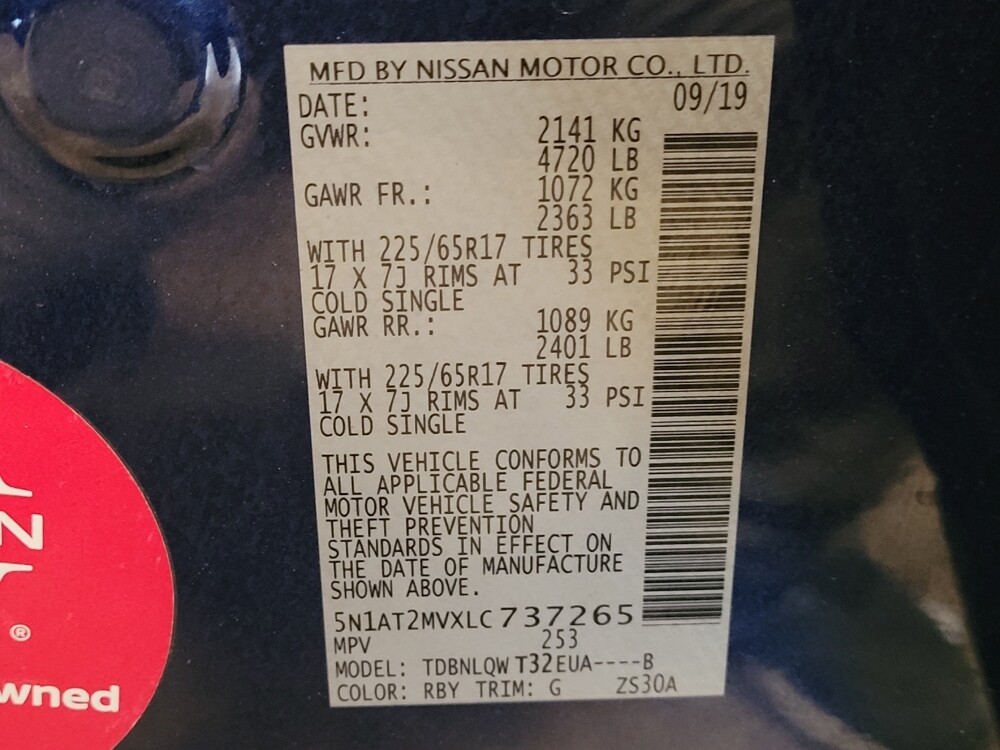 MFD BY NISSAN MOTOR CO., LTD.
DATE: 09/19
GVWR: 2141 KG
4720 LB
GAWR FR.: 1072 KG
2363 LB
WITH 225/65R17 TIRES
17 X 7J RIMS AT 33 PSI
COLD SINGLE
GAWR RR.: 1089 KG
2401 LB
WITH 225/65R17 TIRES
17 X 7J RIMS AT 33 PSI
COLD SINGLE
THIS VEHICLE CONFORMS TO
ALL APPLICABLE FEDERAL
MOTOR VEHICLE SAFETY AND
THEFT PREVENTION
STANDARDS IN EFFECT ON
THE DATE OF MANUFACTURE
SHOWN ABOVE.
5N1AT2MVXLC737265
MPV 253
MODEL: TDBNLQW T32EUA----B
COLOR: RBY TRIM: G ZS30A
®
wned